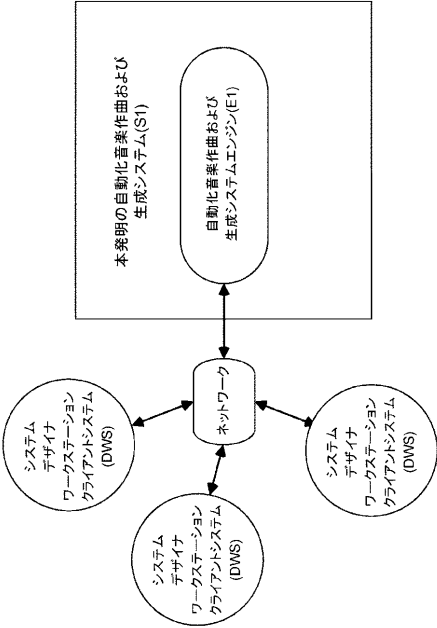 本発明の自動化音楽作曲および
生成システム(S1)
自動化音楽作曲および
生成システムエンジン(E1)
ネットワーク
システム
デザイナ
ワークステーション
クライアントシステム
(DWS)
システム
デザイナ
ワークステーション
クライアントシステム
(DWS)
システム
デザイナ
ワークステーション
クライアントシステム
(DWS)